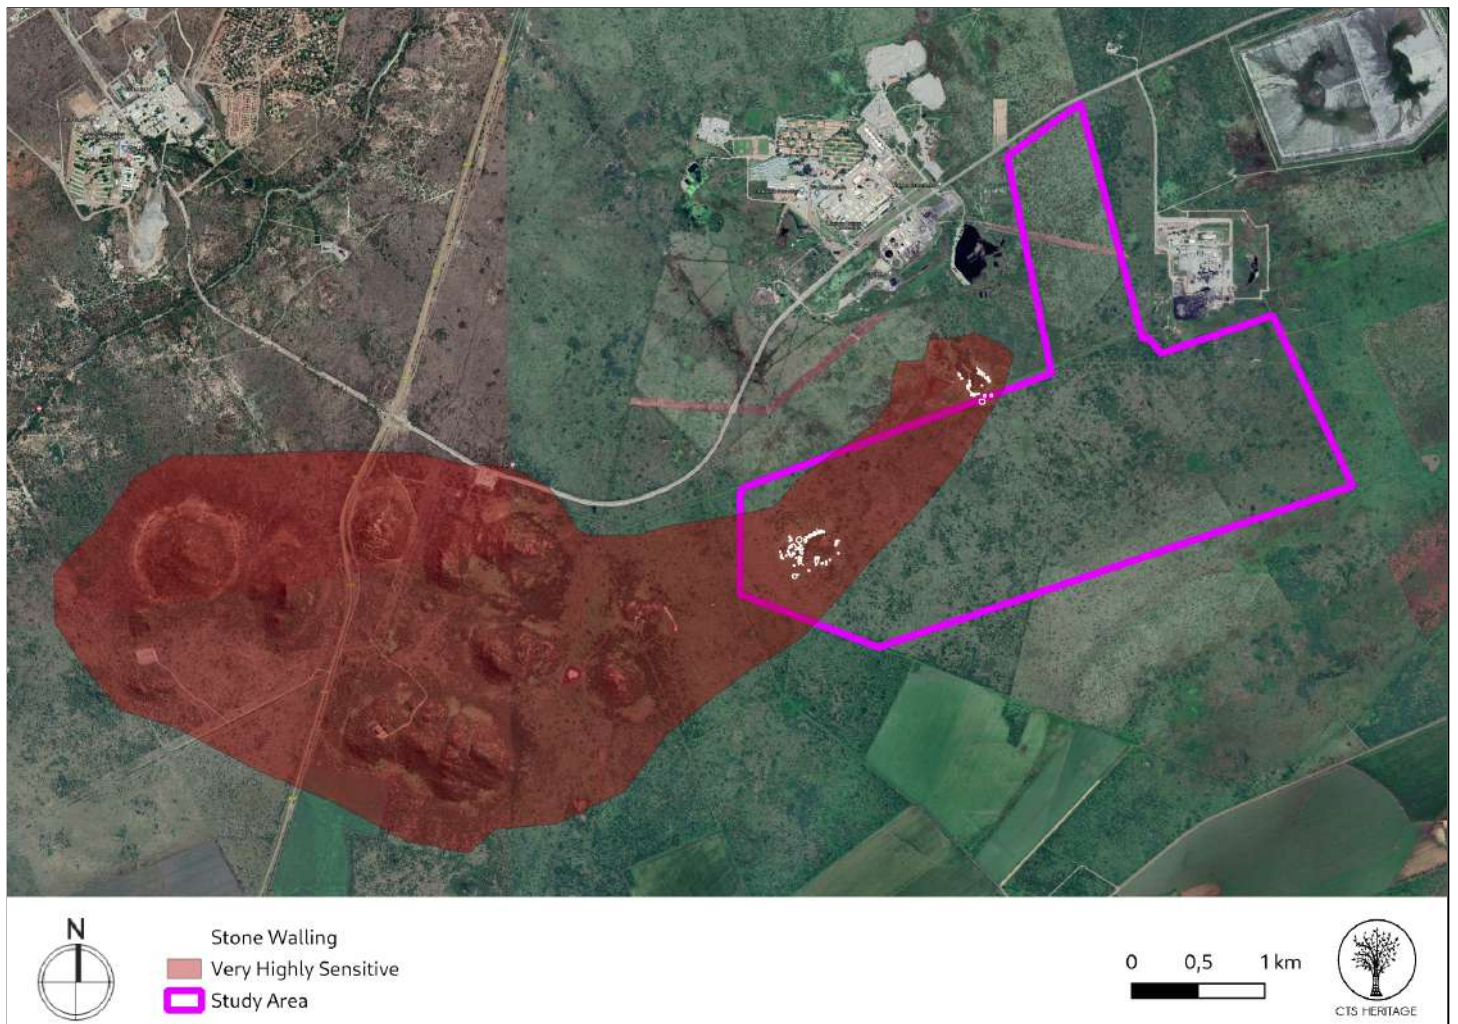 N
Stone Walling
Very Highly Sensitive
Study Area
0 0,5 1 km
CTS HERITAGE